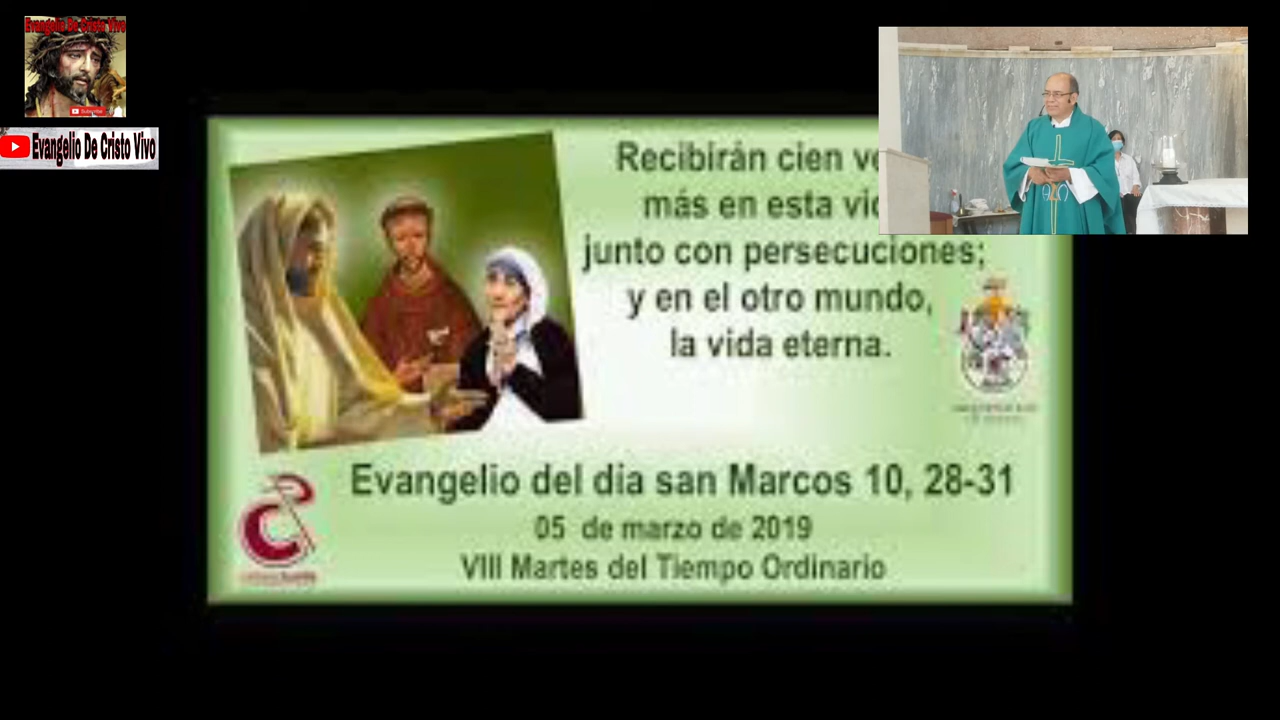 Evangelio De Cristo Vivo
Evangelio De Cristo Vivo
Recibirán cien
más en esta
junto con persecuciones;
y en el otro mundo,
la vida eterna.
Evangelio del dia san Marcos 10, 28-31
05 de marzo de 2019
VIII Martes del Tiempo Ordinario